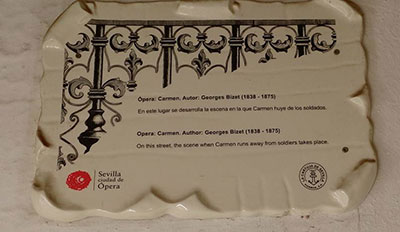 Ópera: Carmen. Autor: Georges Bizet (1838 - 1875)
En este lugar se desarrolla la escena en la que Carmen huye de los soldados.
Opera: Carmen. Author: Georges Bizet (1838 - 1875)
On this street, the scene when Carmen runs away from soldiers takes place.
Sevilla
ciudad de
Ópera